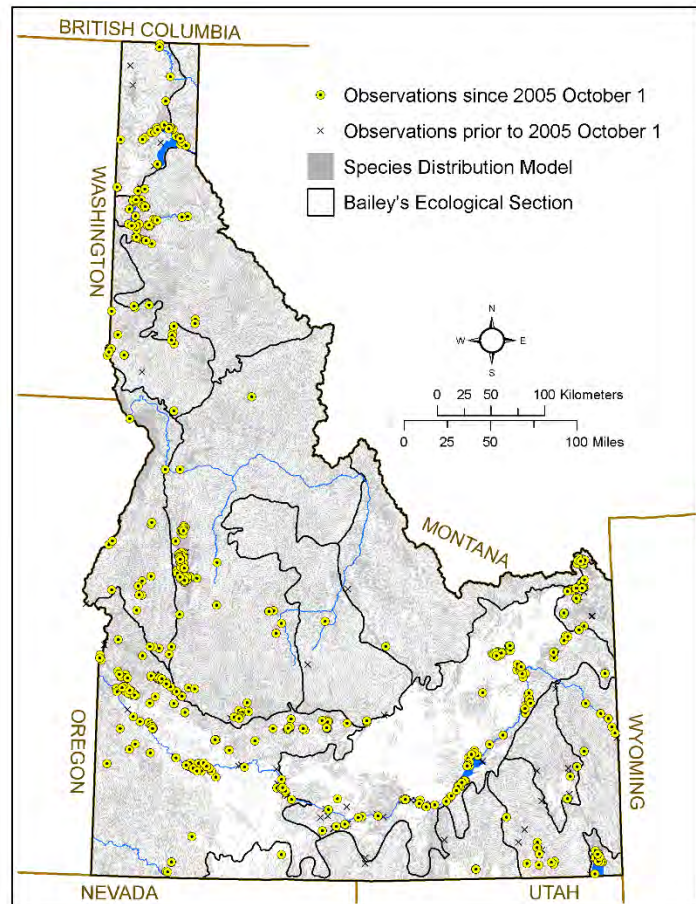 BRITISH COLUMBIA
Observations since 2005 October 1
× Observations prior to 2005 October 1
Species Distribution Model
Bailey's Ecological Section
WASHINGTON
N
W E
S
0 25 50 100 Kilometers
0 25 50 100 Miles
MONTANA
OREGON
WYOMING
NEVADA
UTAH